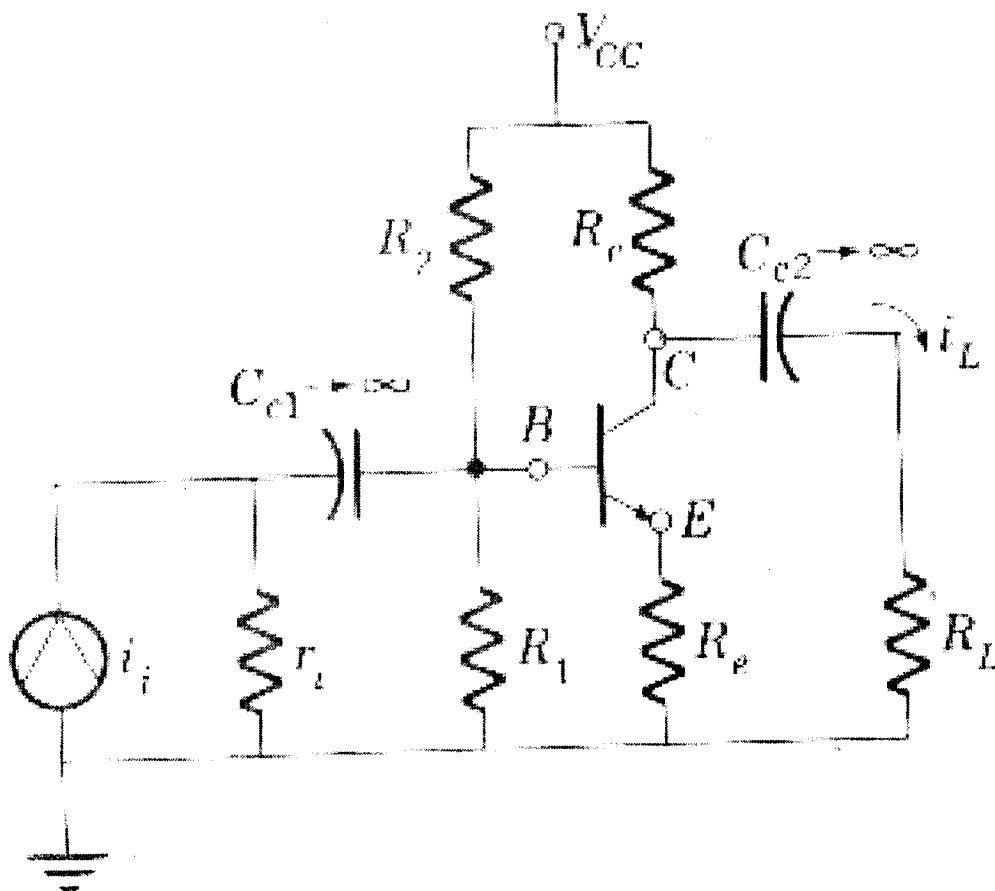 V_CC
R_2
R_c
C_c2 → ∞
i_L
C
C_c1 → ∞
B
E
i_i
r_i
R_1
R_e
R_L